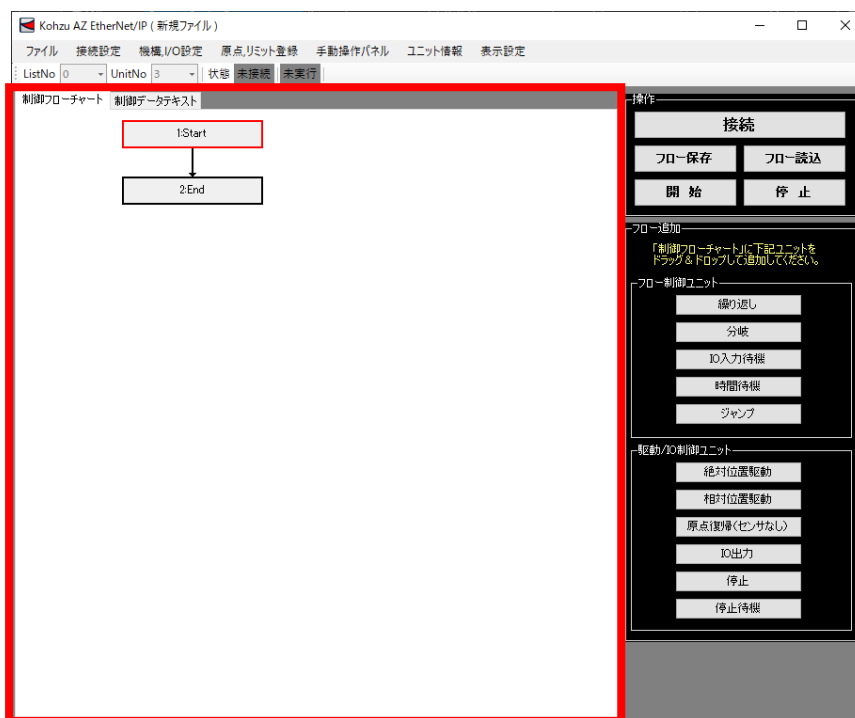 Kohzu AZ EtherNet/IP ( 新規ファイル )
ファイル 接続設定 機構,I/O設定 原点,リミット登録 手動操作パネル ユニット情報 表示設定
ListNo 0 UnitNo 3 状態 未接続 未実行
制御フローチャート 制御データテキスト
1:Start
2:End
操作
接続
フロー保存 フロー読込
開 始 停 止
フロー追加
「制御フローチャート」に下記ユニットを
ドラッグ & ドロップして追加してください。
フロー制御ユニット
繰り返し
分岐
IO入力待機
時間待機
ジャンプ
駆動/IO制御ユニット
絶対位置駆動
相対位置駆動
原点復帰(センサなし)
IO出力
停止
停止待機